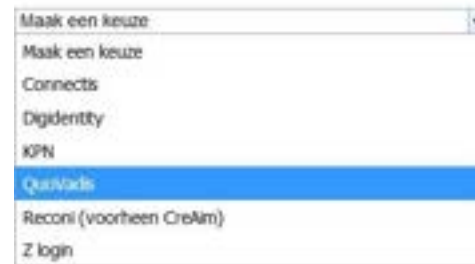 Maak een keuze
Maak een keuze
Connectis
Digidentity
KPN
QuoVadis
Reconi (voorheen CreAim)
Z login